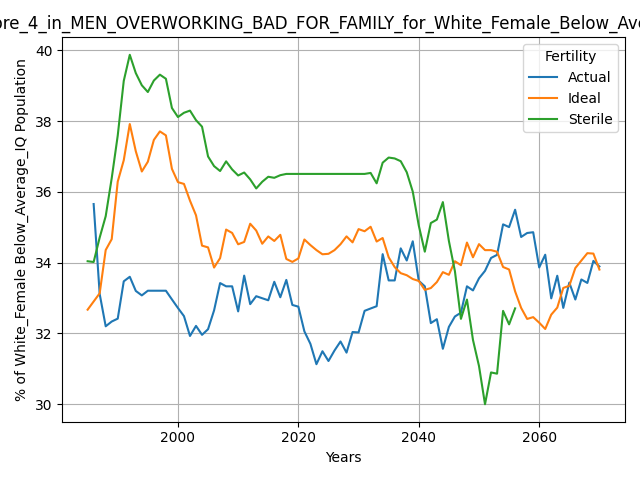 ore_4_in_MEN_OVERWORKING_BAD_FOR_FAMILY_for_White_Female_Below_Ave
Fertility
Actual
Ideal
Sterile
% of White_Female Below_Average_IQ Population
40
38
36
34
32
30
2000
2020
2040
2060
Years